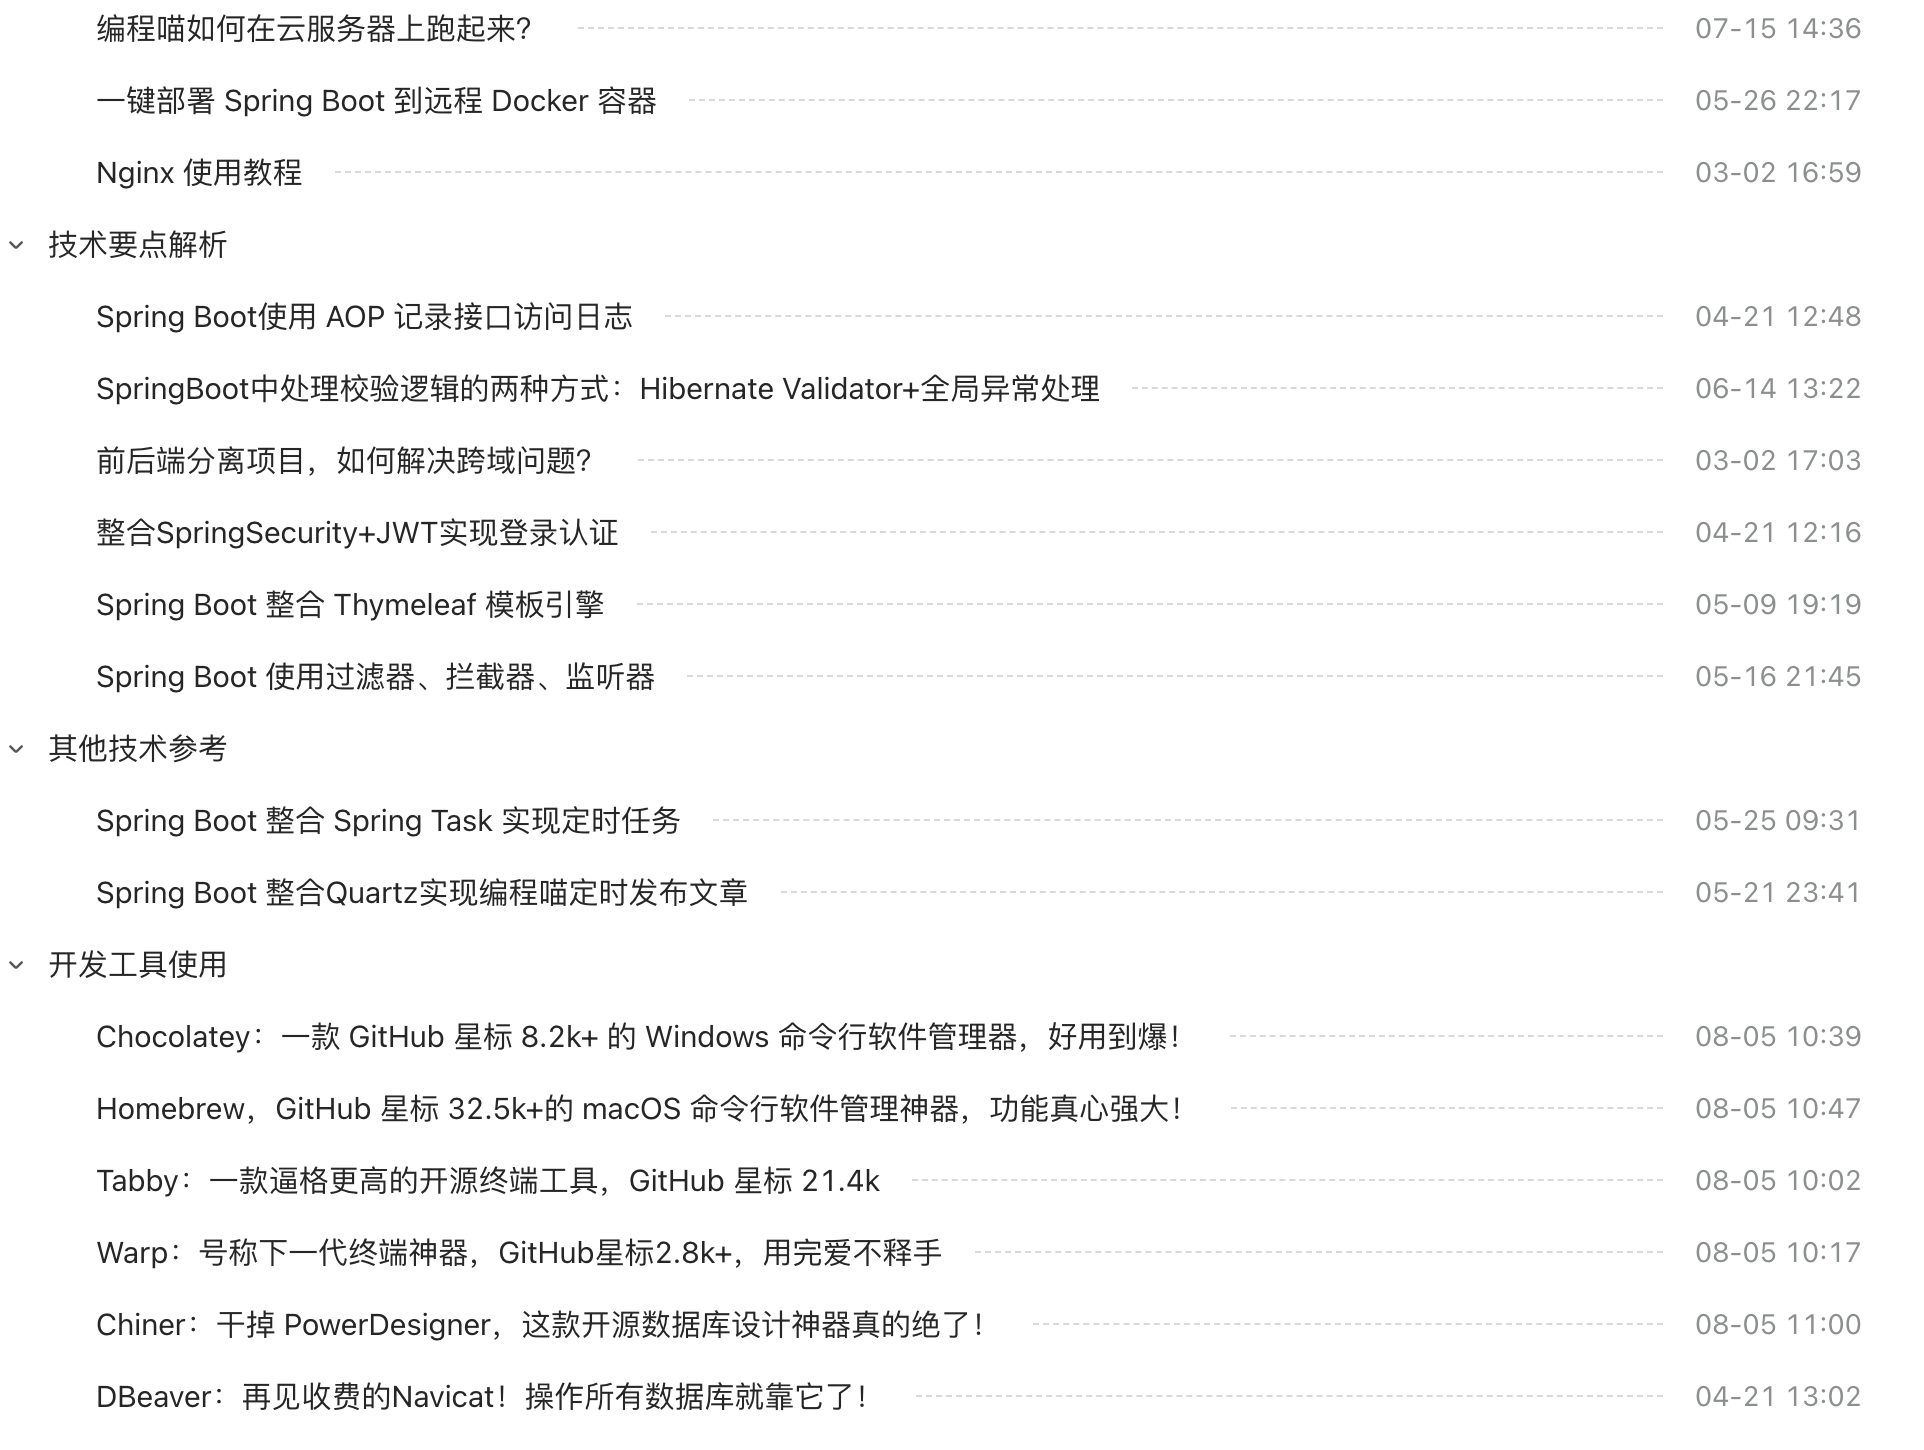 编程喵如何在云服务器上跑起来？ 07-15 14:36
一键部署 Spring Boot 到远程 Docker 容器 05-26 22:17
Nginx 使用教程 03-02 16:59
技术要点解析
Spring Boot使用 AOP 记录接口访问日志 04-21 12:48
SpringBoot中处理校验逻辑的两种方式：Hibernate Validator+全局异常处理 06-14 13:22
前后端分离项目，如何解决跨域问题？ 03-02 17:03
整合SpringSecurity+JWT实现登录认证 04-21 12:16
Spring Boot 整合 Thymeleaf 模板引擎 05-09 19:19
Spring Boot 使用过滤器、拦截器、监听器 05-16 21:45
其他技术参考
Spring Boot 整合 Spring Task 实现定时任务 05-25 09:31
Spring Boot 整合Quartz实现编程喵定时发布文章 05-21 23:41
开发工具使用
Chocolatey：一款 GitHub 星标 8.2k+ 的 Windows 命令行软件管理器，好用到爆！ 08-05 10:39
Homebrew，GitHub 星标 32.5k+的 macOS 命令行软件管理神器，功能真心强大！ 08-05 10:47
Tabby：一款逼格更高的开源终端工具，GitHub 星标 21.4k 08-05 10:02
Warp：号称下一代终端神器，GitHub星标2.8k+，用完爱不释手 08-05 10:17
Chiner：干掉 PowerDesigner，这款开源数据库设计神器真的绝了！ 08-05 11:00
DBeaver：再见收费的Navicat！操作所有数据库就靠它了！ 04-21 13:02